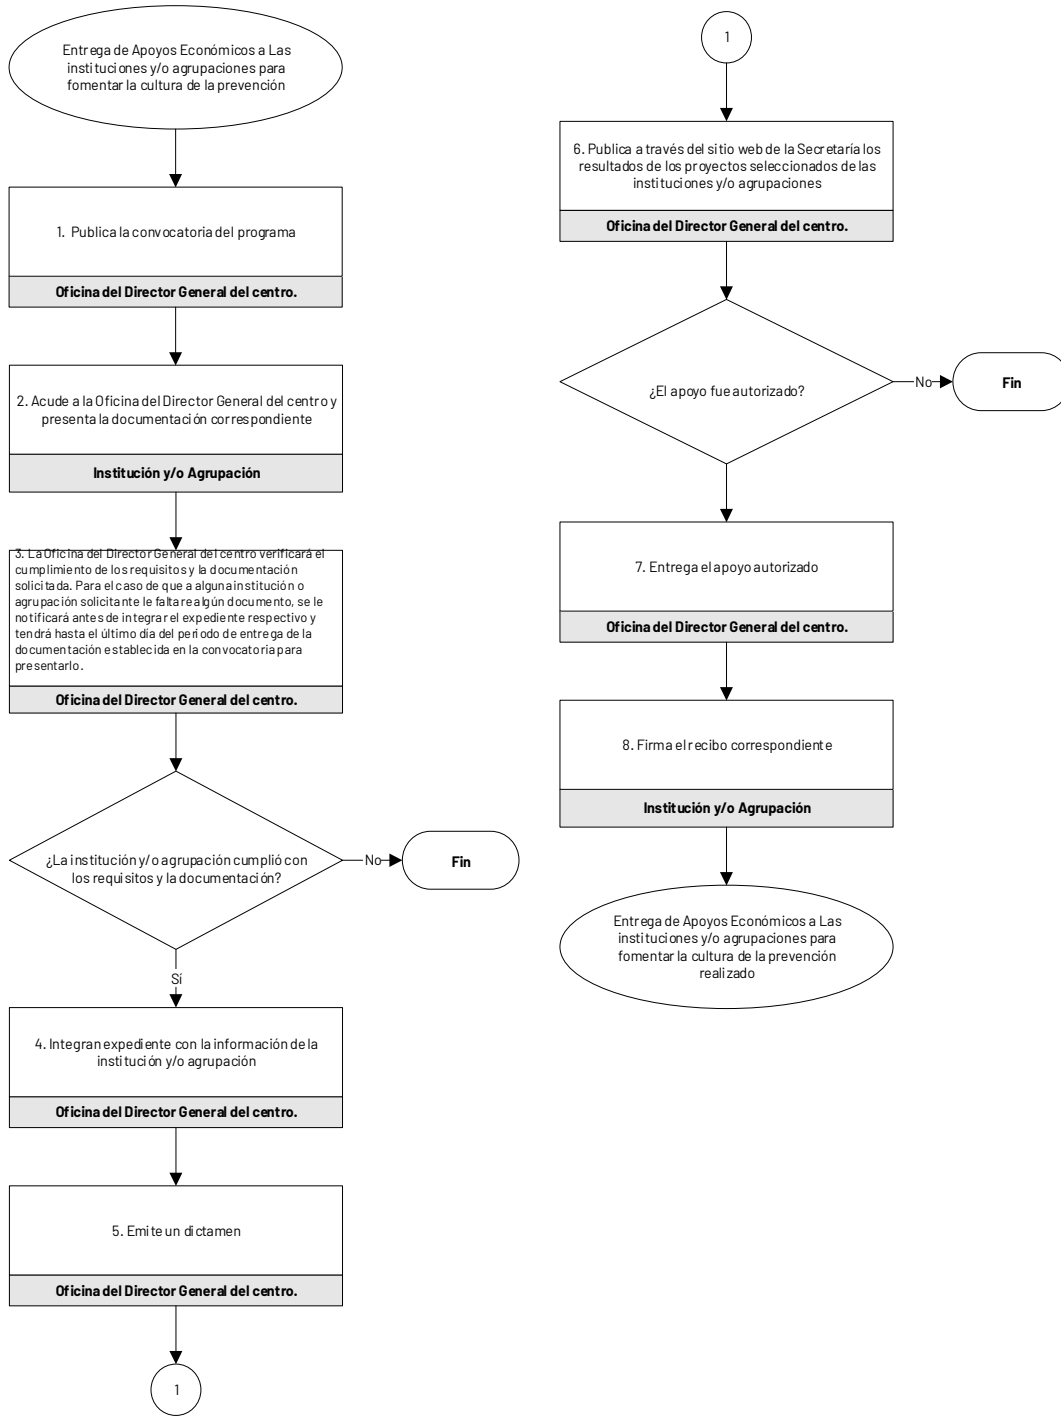 Entrega de Apoyos Económicos a Las
instituciones y/o agrupaciones para
fomentar la cultura de la prevención
1. Publica la convocatoria del programa
Oficina del Director General del centro.
2. Acude a la Oficina del Director General del centro y
presenta la documentación correspondiente
Institución y/o Agrupación
3. La Oficina del Director General del centro verificará el
cumplimiento de los requisitos y la documentación
solicitada. Para el caso de que a alguna institución o
agrupación solicitante le faltare algún documento, se le
notificará antes de integrar el expediente respectivo y
tendrá hasta el último día del periodo de entrega de la
documentación establecida en la convocatoria para
presentarlo.
Oficina del Director General del centro.
¿La institución y/o agrupación cumplió con
los requisitos y la documentación?
No
Fin
Sí
4. Integran expediente con la información de la
institución y/o agrupación
Oficina del Director General del centro.
5. Emite un dictamen
Oficina del Director General del centro.
1
1
6. Publica a través del sitio web de la Secretaría los
resultados de los proyectos seleccionados de las
instituciones y/o agrupaciones
Oficina del Director General del centro.
¿El apoyo fue autorizado?
No
Fin
7. Entrega el apoyo autorizado
Oficina del Director General del centro.
8. Firma el recibo correspondiente
Institución y/o Agrupación
Entrega de Apoyos Económicos a Las
instituciones y/o agrupaciones para
fomentar la cultura de la prevención
realizado